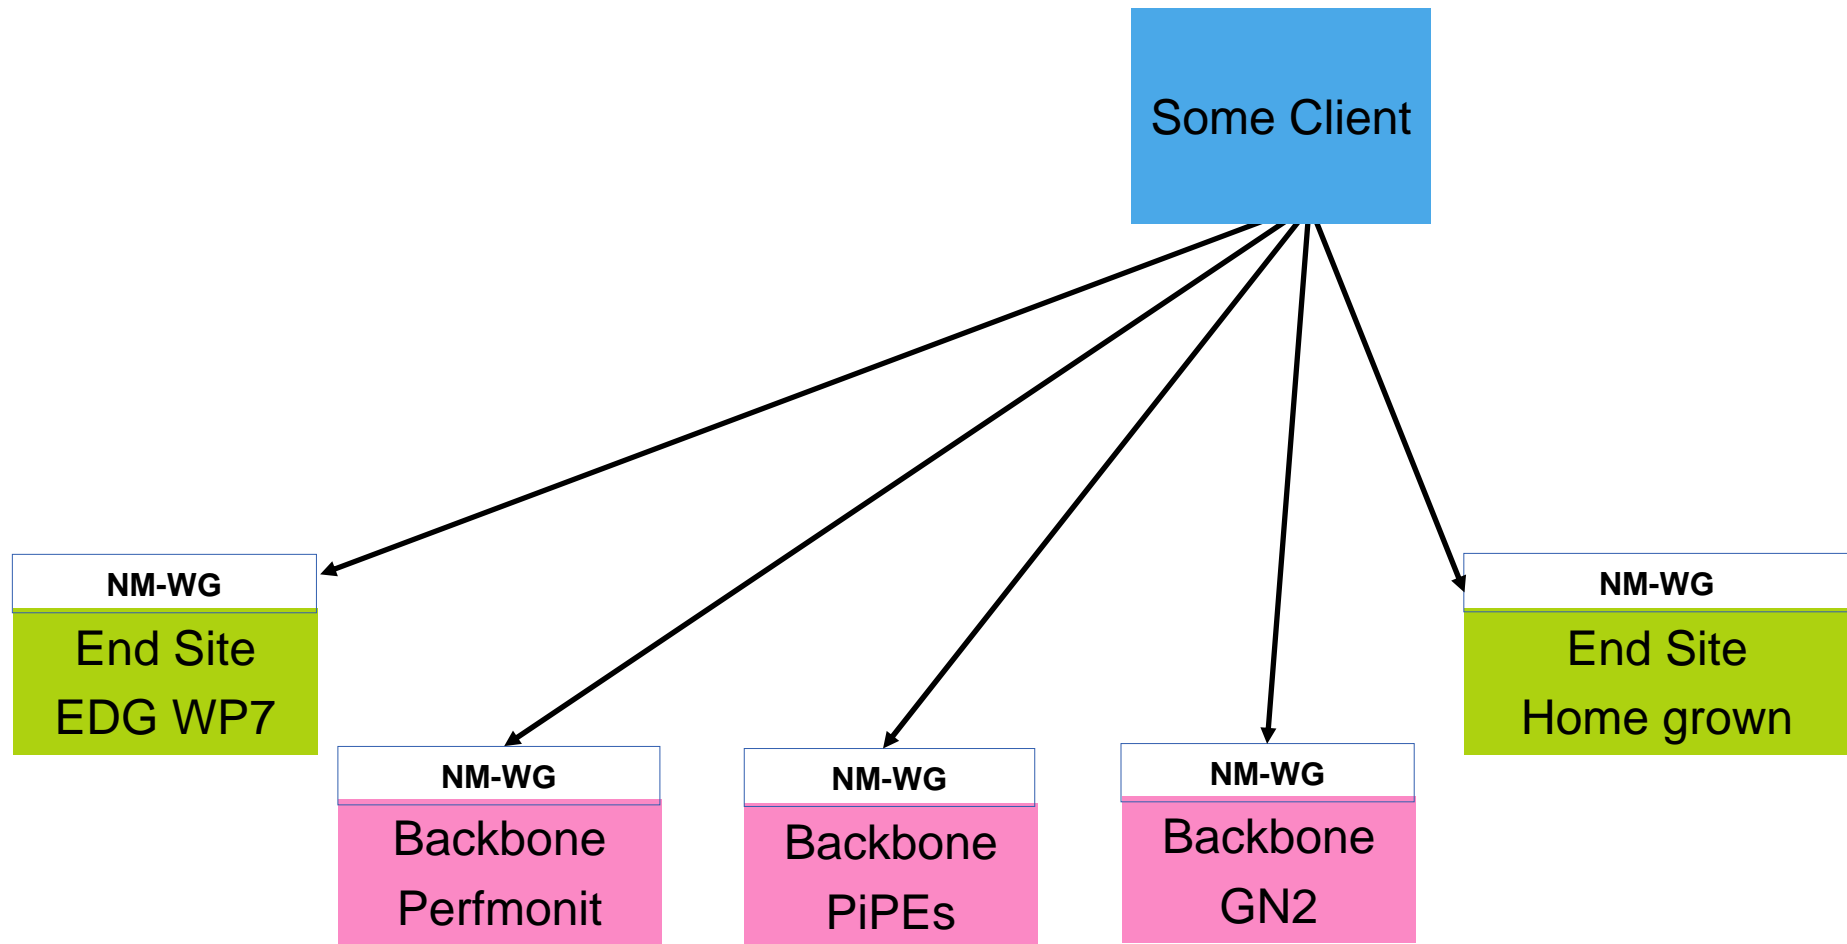 Some Client
NM-WG
End Site
EDG WP7
NM-WG
Backbone
Perfmonit
NM-WG
Backbone
PiPEs
NM-WG
Backbone
GN2
NM-WG
End Site
Home grown